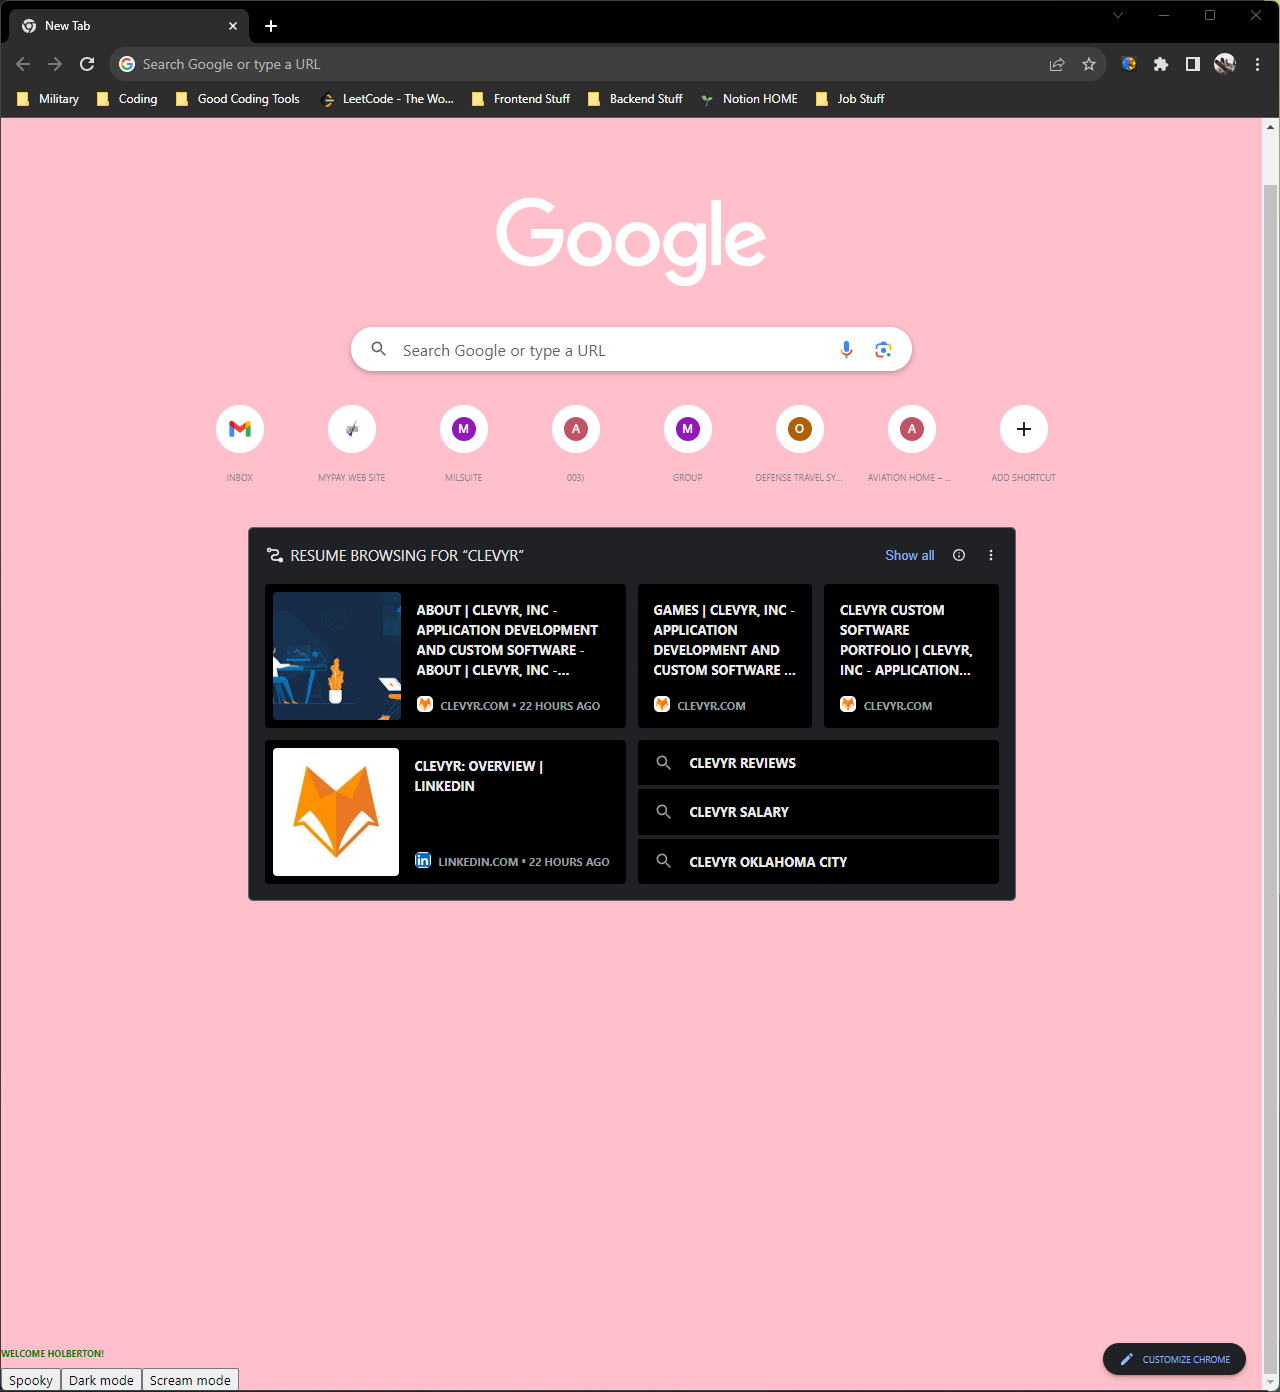 New Tab
Search Google or type a URL
Military Coding Good Coding Tools LeetCode - The Wo... Frontend Stuff Backend Stuff Notion HOME Job Stuff
Google
Search Google or type a URL
M A M O A
INBOX MYPAY WEB SITE MILSUITE 003) GROUP DEFENSE TRAVEL SY... AVIATION HOME – ... ADD SHORTCUT
RESUME BROWSING FOR “CLEVYR” Show all
ABOUT | CLEVYR, INC -
APPLICATION DEVELOPMENT
AND CUSTOM SOFTWARE -
ABOUT | CLEVYR, INC -...
CLEVYR.COM • 22 HOURS AGO
GAMES | CLEVYR, INC -
APPLICATION
DEVELOPMENT AND
CUSTOM SOFTWARE ...
CLEVYR.COM
CLEVYR CUSTOM
SOFTWARE
PORTFOLIO | CLEVYR,
INC - APPLICATION...
CLEVYR.COM
CLEVYR: OVERVIEW |
LINKEDIN
in LINKEDIN.COM • 22 HOURS AGO
CLEVYR REVIEWS
CLEVYR SALARY
CLEVYR OKLAHOMA CITY
WELCOME HOLBERTON!
CUSTOMIZE CHROME
Spooky Dark mode Scream mode